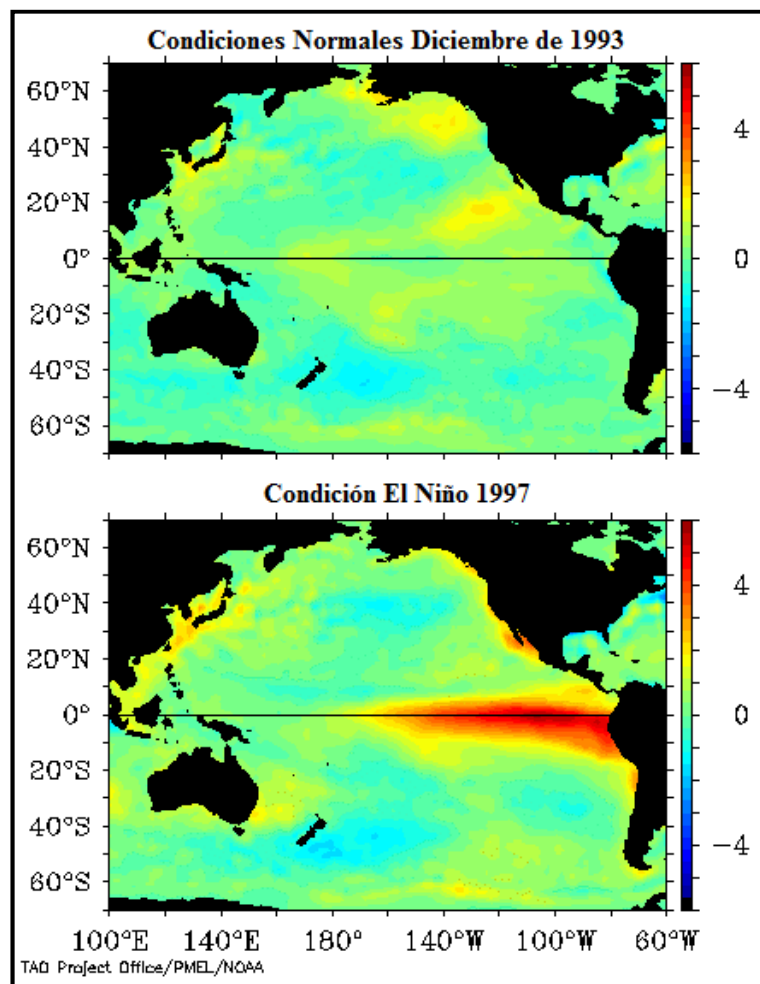 Condiciones Normales Diciembre de 1993
60°N
40°N
20°N
0°
20°S
40°S
60°S
4
0
−4
Condición El Niño 1997
60°N
40°N
20°N
0°
20°S
40°S
60°S
4
0
−4
100°E 140°E 180° 140°W 100°W 60°W
TAO Project Office/PMEL/NOAA